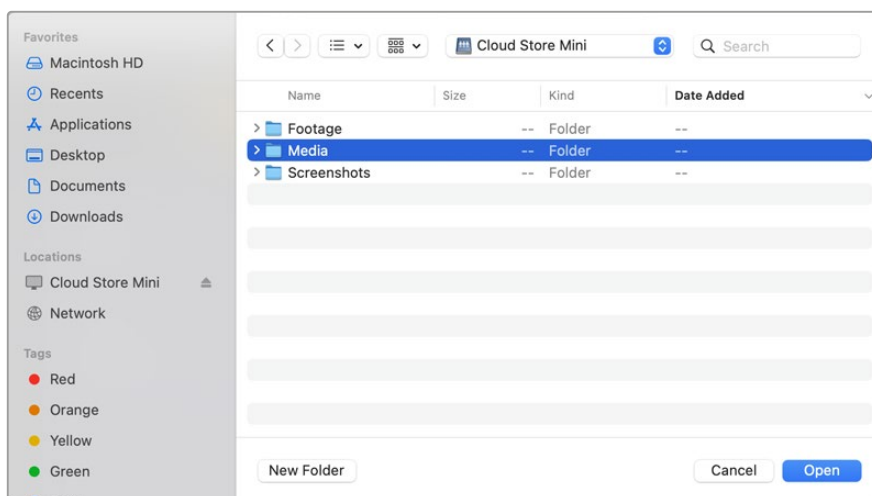 Favorites
Macintosh HD
Recents
Applications
Desktop
Documents
Downloads
Locations
Cloud Store Mini
Network
Tags
Red
Orange
Yellow
Green
Cloud Store Mini
Search
Name Size Kind Date Added
Footage -- Folder --
Media -- Folder --
Screenshots -- Folder --
New Folder Cancel Open